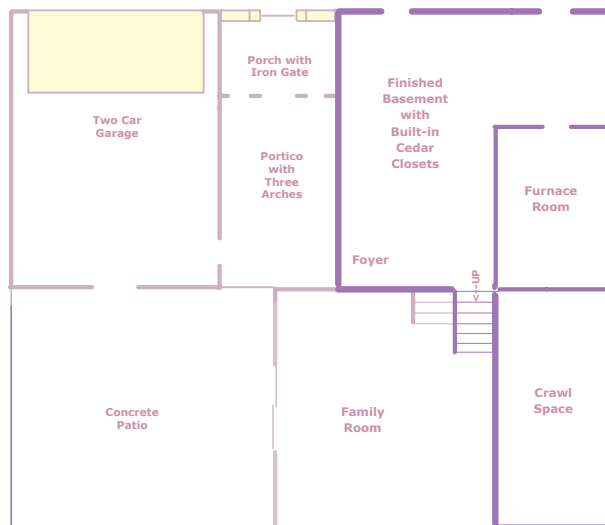 Porch with
Iron Gate
Finished
Basement
with
Built-in
Cedar
Closets
Two Car
Garage
Portico
with
Three
Arches
Furnace
Room
Foyer
<--UP
Concrete
Patio
Family
Room
Crawl
Space